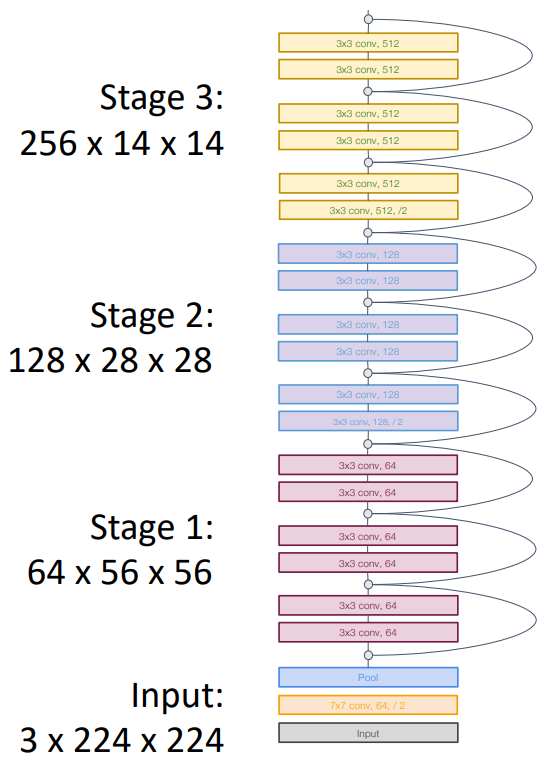 3x3 conv, 512
3x3 conv, 512
Stage 3:
256 x 14 x 14
3x3 conv, 512
3x3 conv, 512
3x3 conv, 512
3x3 conv, 512, /2
3x3 conv, 128
3x3 conv, 128
Stage 2:
128 x 28 x 28
3x3 conv, 128
3x3 conv, 128
3x3 conv, 128
3x3 conv, 128, / 2
3x3 conv, 64
3x3 conv, 64
Stage 1:
64 x 56 x 56
3x3 conv, 64
3x3 conv, 64
3x3 conv, 64
3x3 conv, 64
Input:
3 x 224 x 224
Pool
7x7 conv, 64, / 2
Input